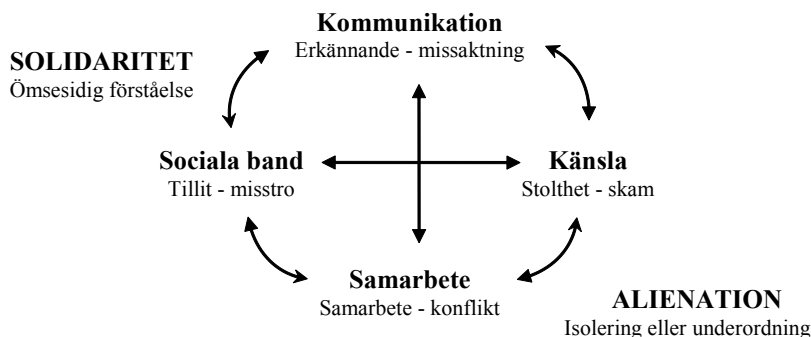 Kommunikation
Erkännande - missaktning
SOLIDARITET
Ömsesidig förståelse
Sociala band
Tillit - misstro
Känsla
Stolthet - skam
Samarbete
Samarbete - konflikt
ALIENATION
Isolering eller underordning